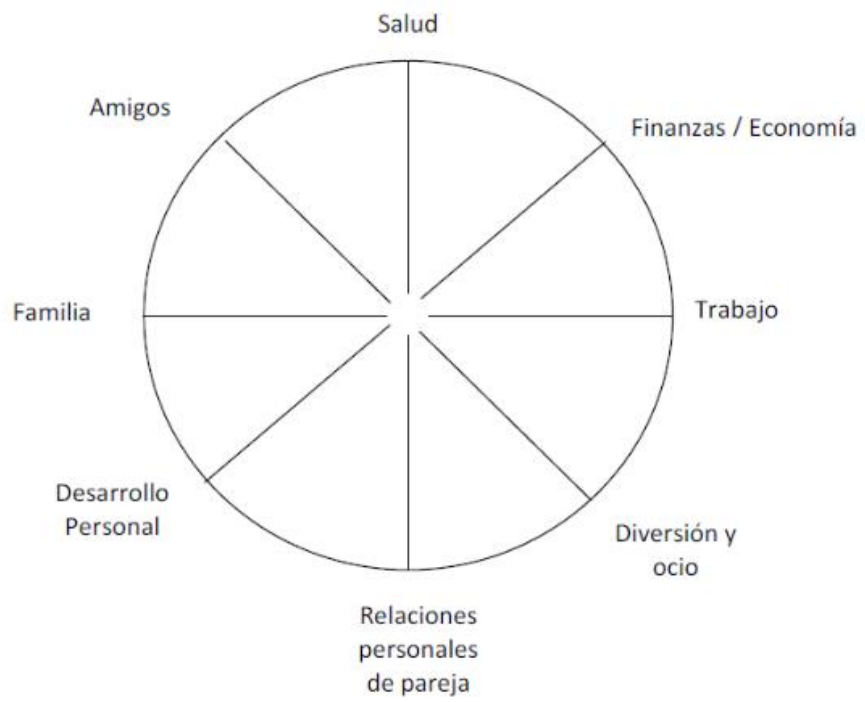 Salud
Amigos
Finanzas / Economía
Familia
Trabajo
Desarrollo
Personal
Diversión y
ocio
Relaciones
personales
de pareja